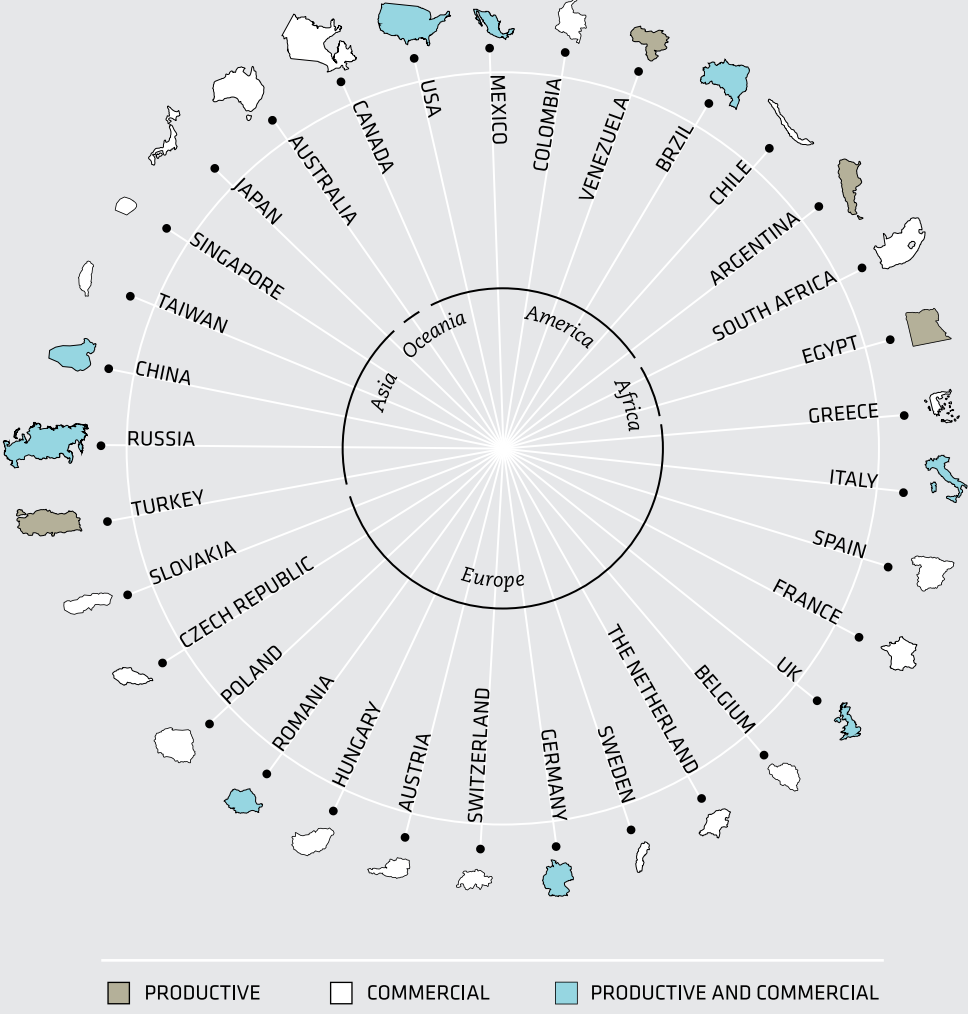 USA
MEXICO
COLOMBIA
VENEZUELA
BRZIL
CHILE
ARGENTINA
SOUTH AFRICA
EGYPT
GREECE
ITALY
SPAIN
FRANCE
UK
BELGIUM
THE NETHERLAND
SWEDEN
GERMANY
SWITZERLAND
AUSTRIA
HUNGARY
ROMANIA
POLAND
CZECH REPUBLIC
SLOVAKIA
TURKEY
RUSSIA
CHINA
TAIWAN
SINGAPORE
JAPAN
AUSTRALIA
CANADA
America
Africa
Europe
Asia
Oceania
PRODUCTIVE
COMMERCIAL
PRODUCTIVE AND COMMERCIAL